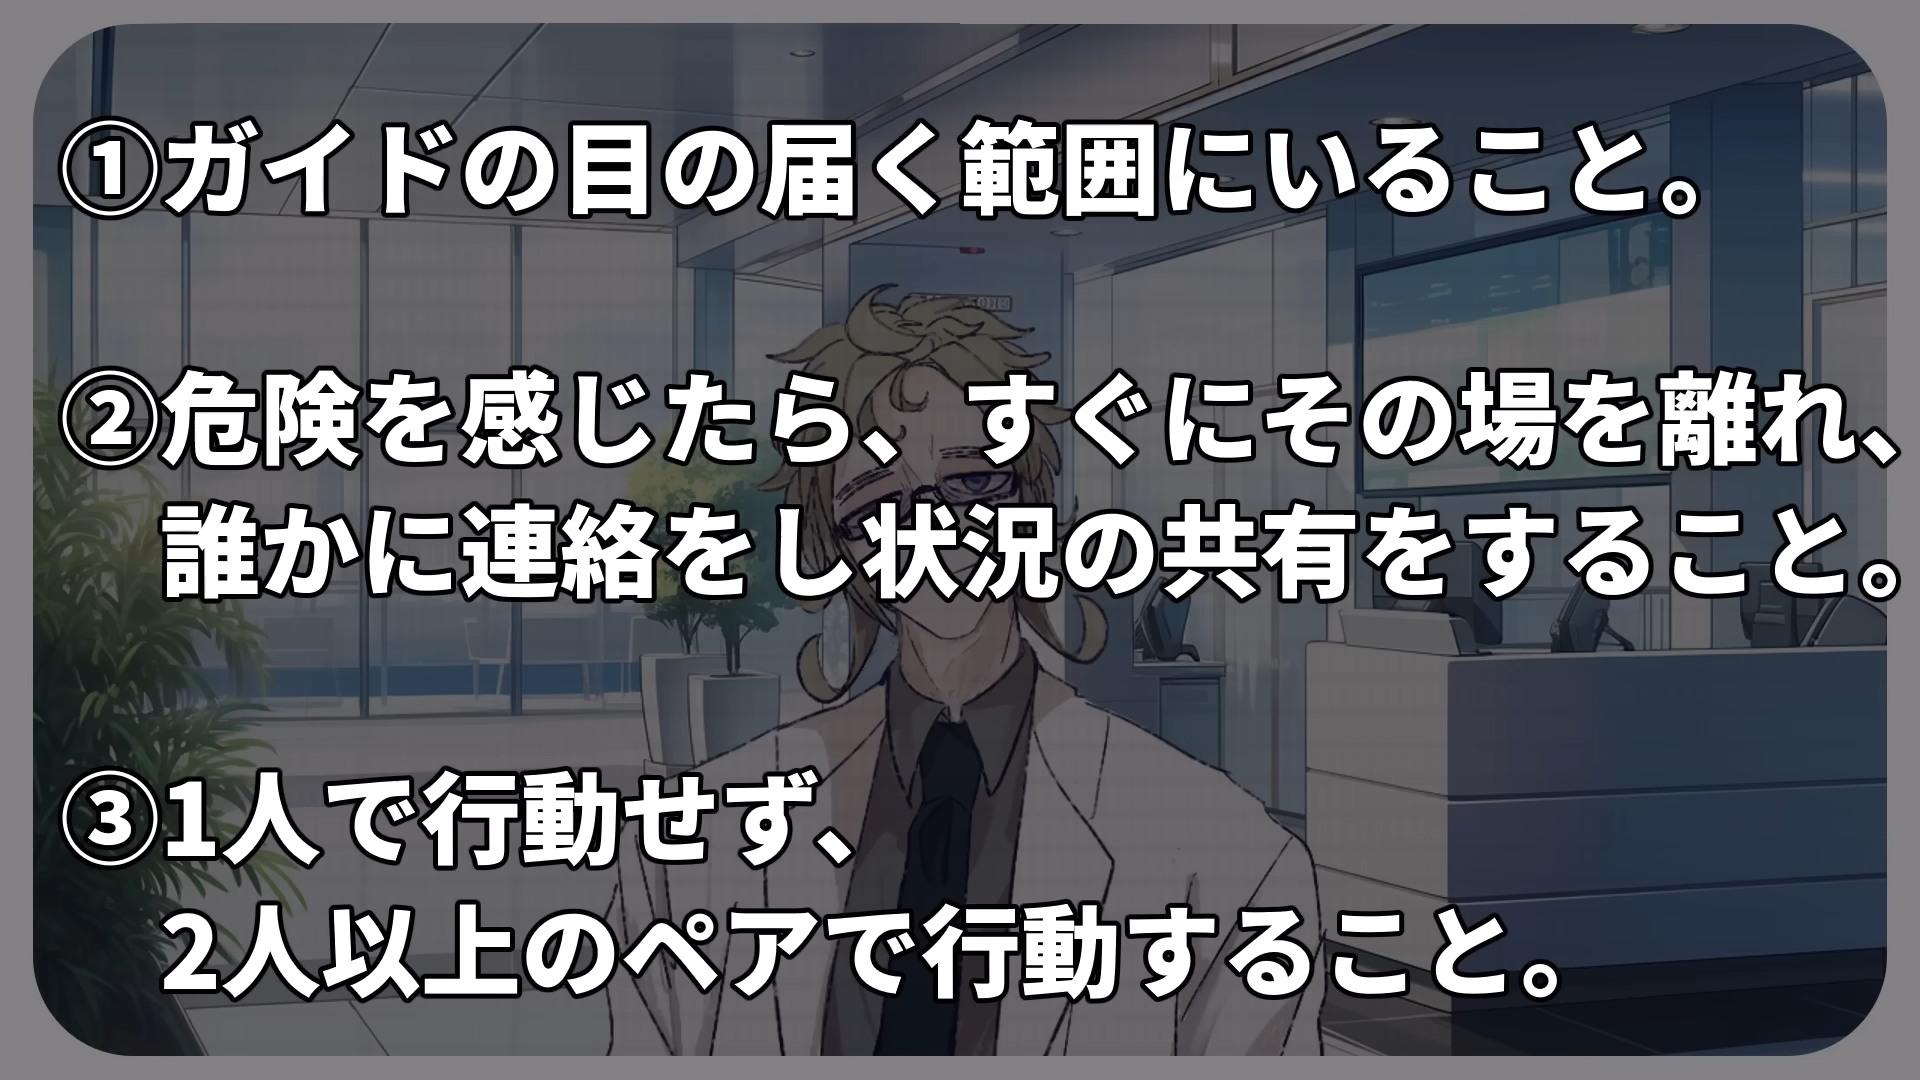 ①ガイドの目の届く範囲にいること。
②危険を感じたら、すぐにその場を離れ、
誰かに連絡をし状況の共有をすること。
③1人で行動せず、
2人以上のペアで行動すること。